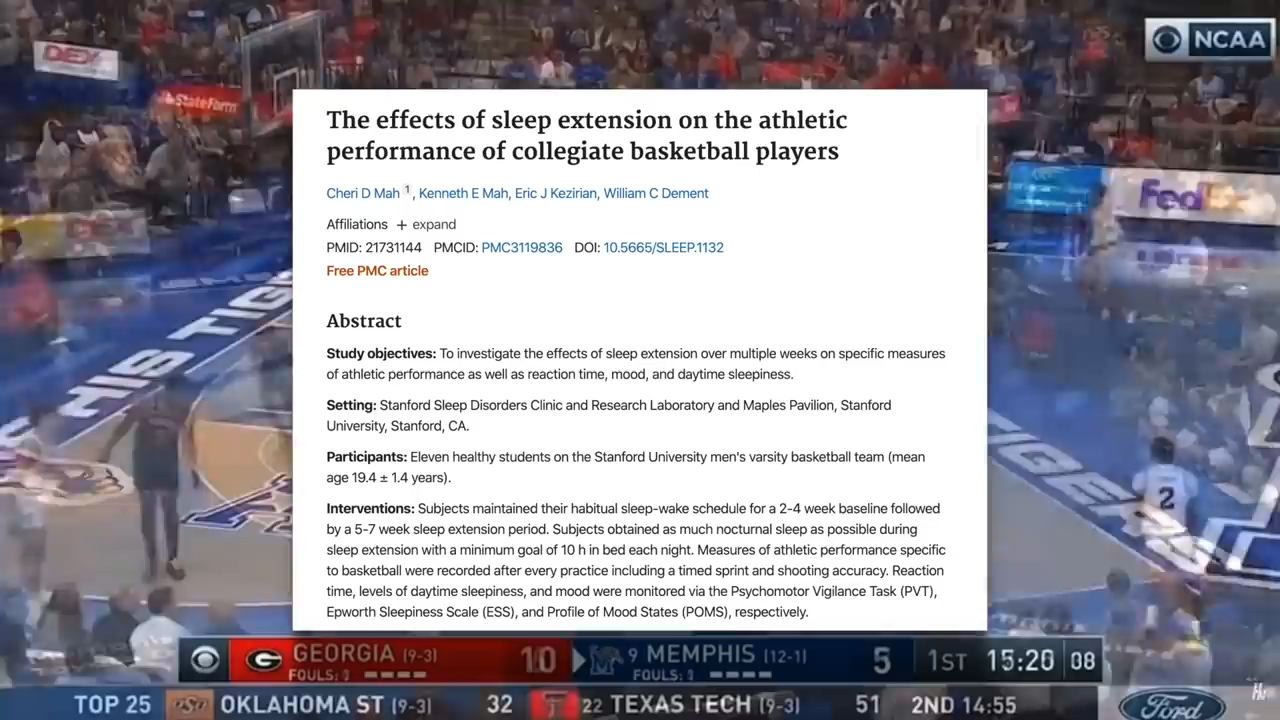 DEX
StateFarm
NCAA
The effects of sleep extension on the athletic
performance of collegiate basketball players
Cheri D Mah 1, Kenneth E Mah, Eric J Kezirian, William C Dement
Affiliations + expand
PMID: 21731144 PMCID: PMC3119836 DOI: 10.5665/SLEEP.1132
Free PMC article
Abstract
Study objectives: To investigate the effects of sleep extension over multiple weeks on specific measures
of athletic performance as well as reaction time, mood, and daytime sleepiness.
Setting: Stanford Sleep Disorders Clinic and Research Laboratory and Maples Pavilion, Stanford
University, Stanford, CA.
Participants: Eleven healthy students on the Stanford University men's varsity basketball team (mean
age 19.4 ± 1.4 years).
Interventions: Subjects maintained their habitual sleep-wake schedule for a 2-4 week baseline followed
by a 5-7 week sleep extension period. Subjects obtained as much nocturnal sleep as possible during
sleep extension with a minimum goal of 10 h in bed each night. Measures of athletic performance specific
to basketball were recorded after every practice including a timed sprint and shooting accuracy. Reaction
time, levels of daytime sleepiness, and mood were monitored via the Psychomotor Vigilance Task (PVT),
Epworth Sleepiness Scale (ESS), and Profile of Mood States (POMS), respectively.
FedEx
HIS TIG
TIGER
2
G GEORGIA (9-3) 10 9 MEMPHIS (12-1) 5 1ST 15:20 08
FOULS: FOULS:
TOP 25 OSU OKLAHOMA ST (9-3) 32 22 TEXAS TECH (9-3) 51 2ND 14:55
Ford